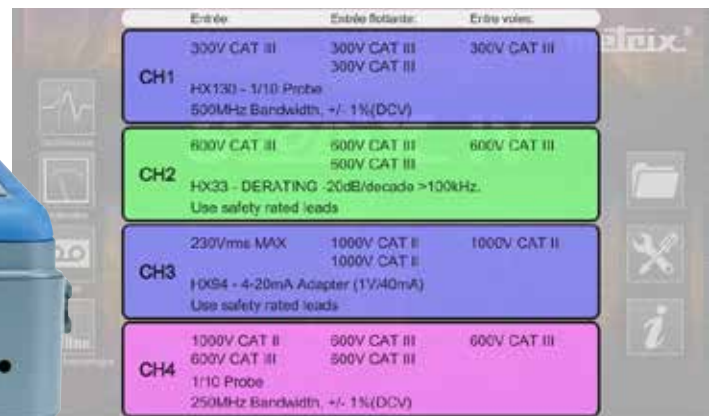 Entrée: Entrée flottante: Entre voies:
300V CAT III 300V CAT III 300V CAT III
300V CAT III
CH1
HX130 - 1/10 Probe
500MHz Bandwidth, +/- 1%(DCV)
600V CAT III 600V CAT III 600V CAT III
600V CAT III
CH2
HX33 - DERATING -20dB/decade >100kHz.
Use safety rated leads
230Vrms MAX 1000V CAT II 1000V CAT II
1000V CAT II
CH3
HX94 - 4-20mA Adapter (1V/40mA)
Use safety rated leads
1000V CAT II 600V CAT III 600V CAT III
600V CAT III 600V CAT III
CH4
1/10 Probe
250MHz Bandwidth, +/- 1%(DCV)